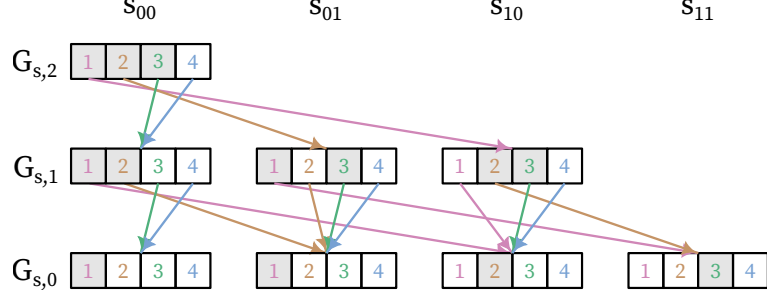 s₀₀ s₀₁ s₁₀ s₁₁
Gₛ,₂ 1 2 3 4
Gₛ,₁ 1 2 3 4 1 2 3 4 1 2 3 4
Gₛ,₀ 1 2 3 4 1 2 3 4 1 2 3 4 1 2 3 4